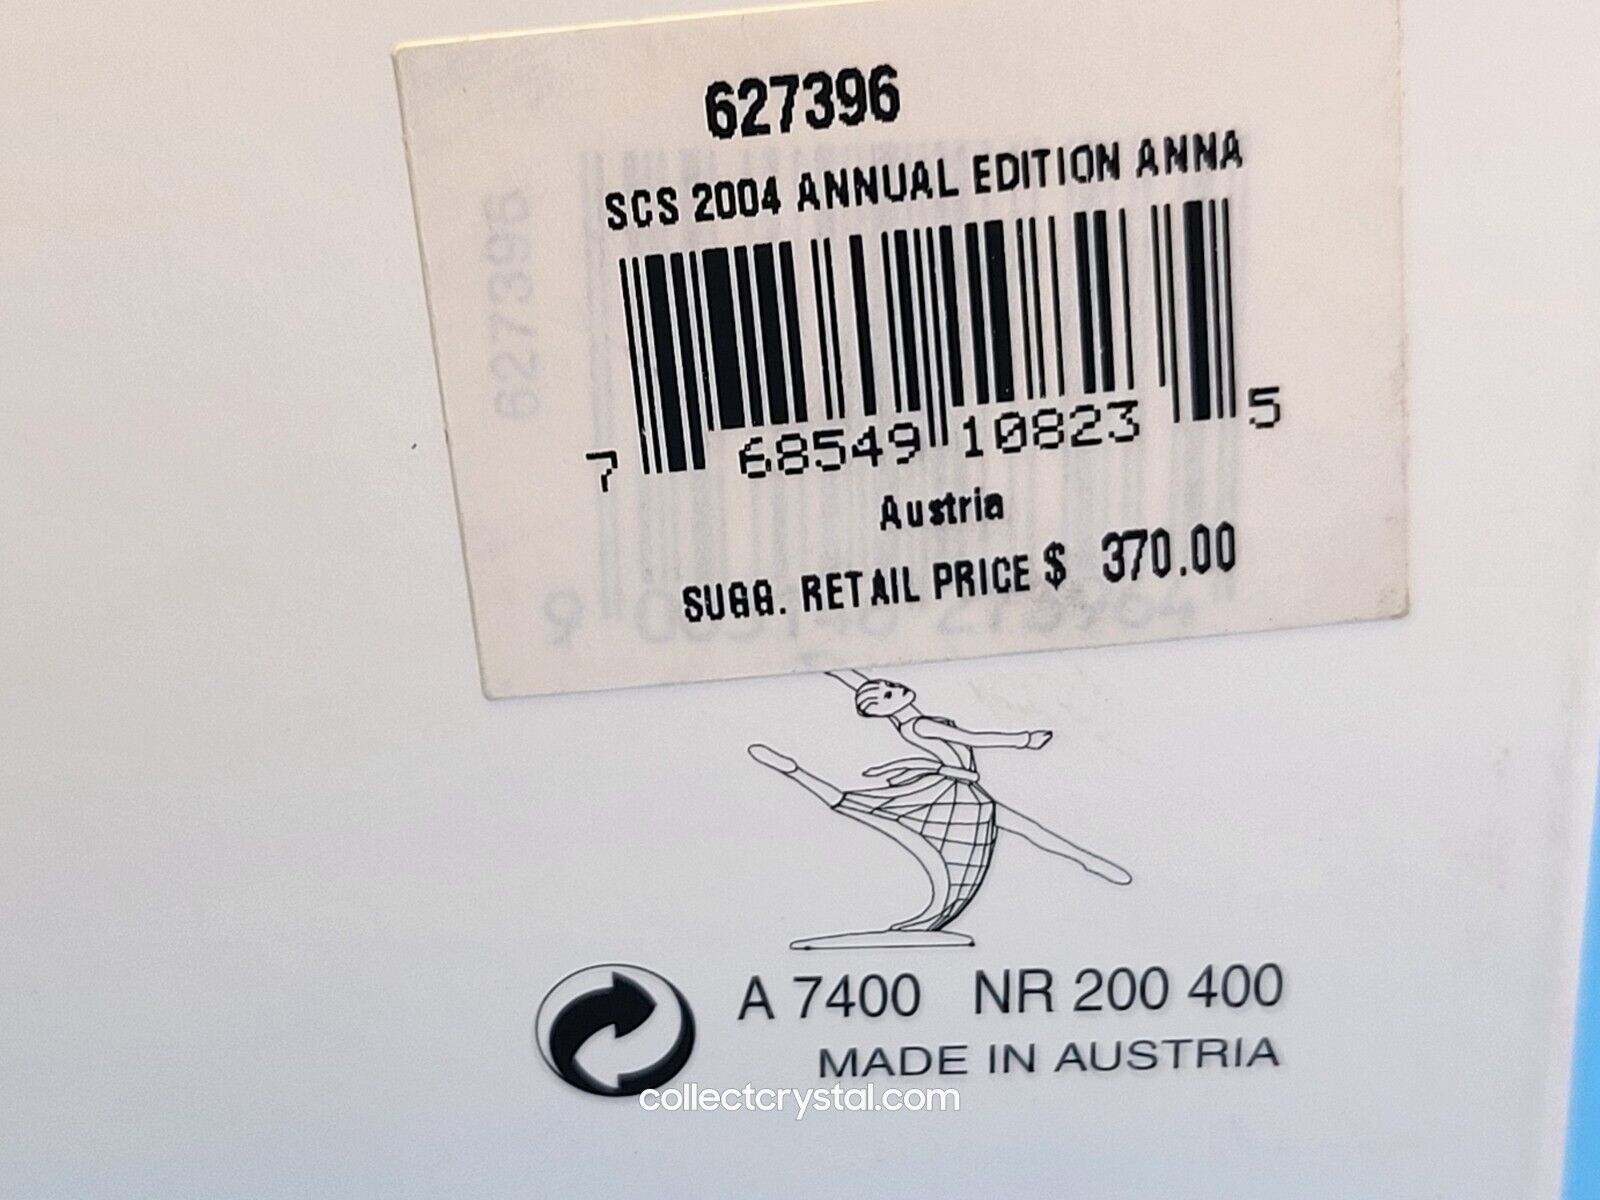 627396
SCS 2004 ANNUAL EDITION ANNA
7 68549 10823 5
Austria
SUGG. RETAIL PRICE $ 370.00
627396
A 7400 NR 200 400
MADE IN AUSTRIA
collectcrystal.com